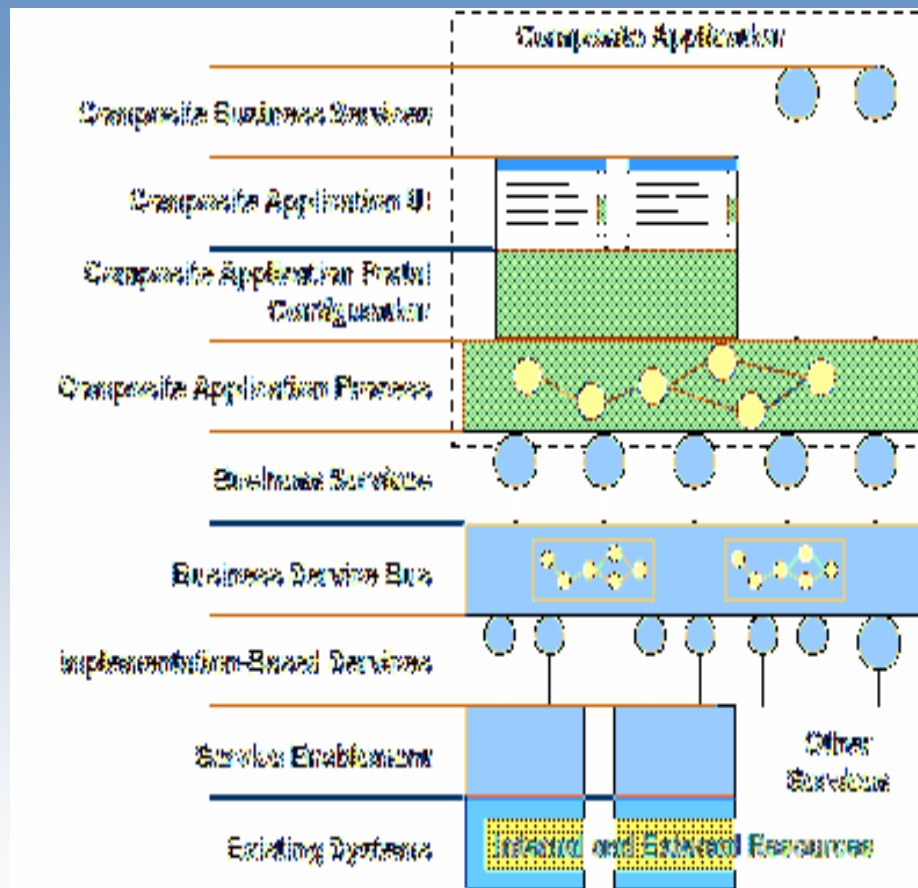 Composite Application
Composite Business Services
Composite Application UI
Composite Application Portal
Configuration
Composite Application Process
Business Services
Business Service Bus
Implementation-Based Services
Service Enablement
Other
Services
Existing Systems
Internal and External Resources